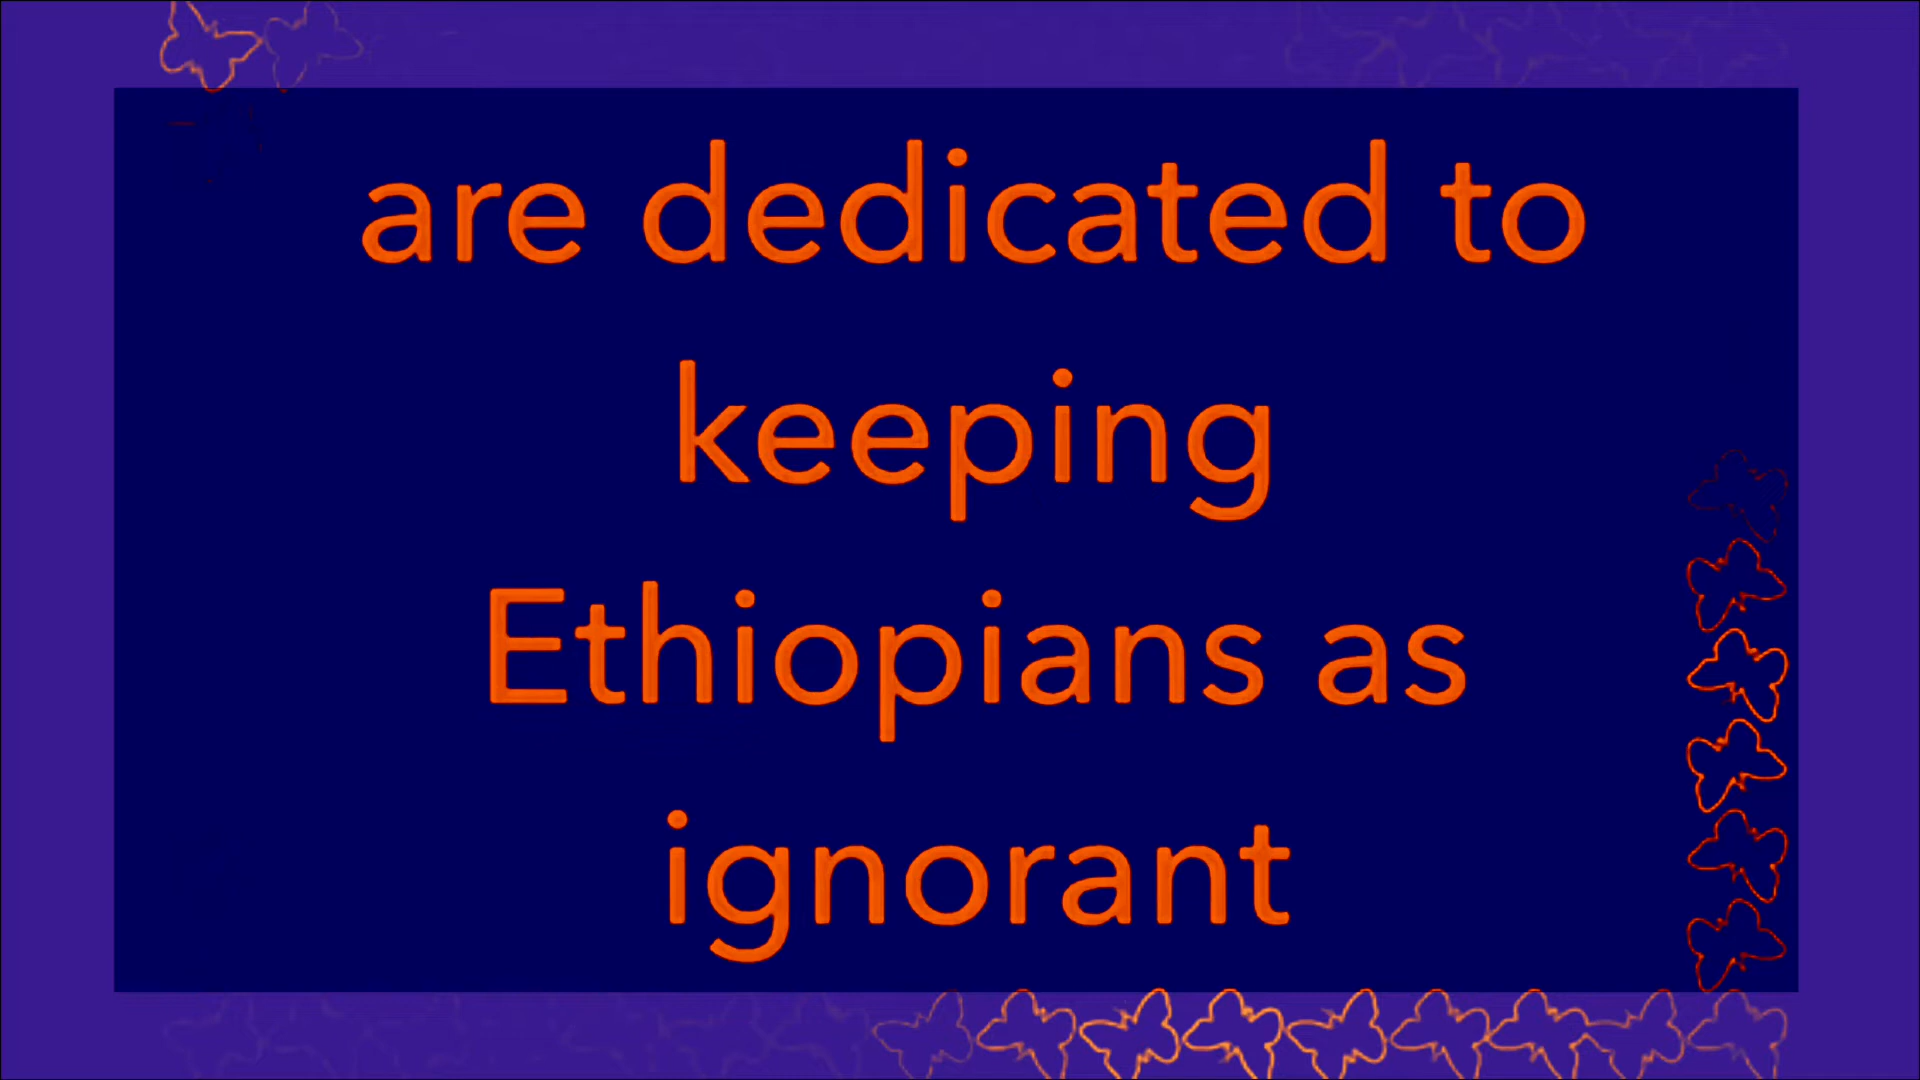 are dedicated to
keeping
Ethiopians as
ignorant